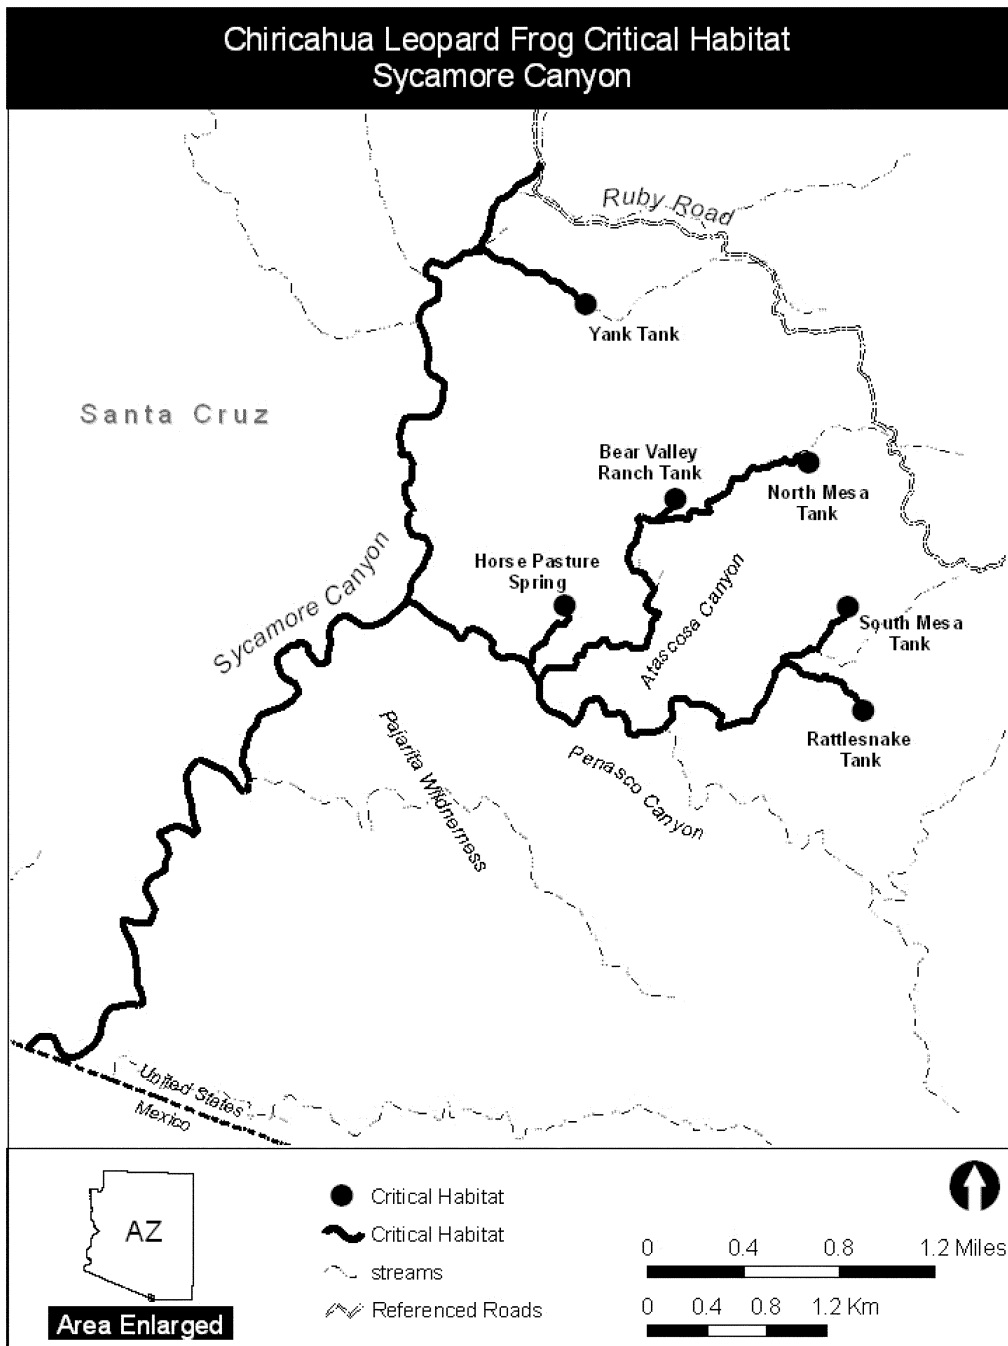 Chiricahua Leopard Frog Critical Habitat
Sycamore Canyon
Ruby Road
Yank Tank
Santa Cruz
Bear Valley
Ranch Tank
North Mesa
Tank
Horse Pasture
Spring
Sycamore Canyon
Atascose Canyon
South Mesa
Tank
Rattlesnake
Tank
Pajarita Wildnerness
Penasco Canyon
United States
Mexico
AZ
Area Enlarged
Critical Habitat
Critical Habitat
streams
Referenced Roads
0 0.4 0.8 1.2 Miles
0 0.4 0.8 1.2 Km